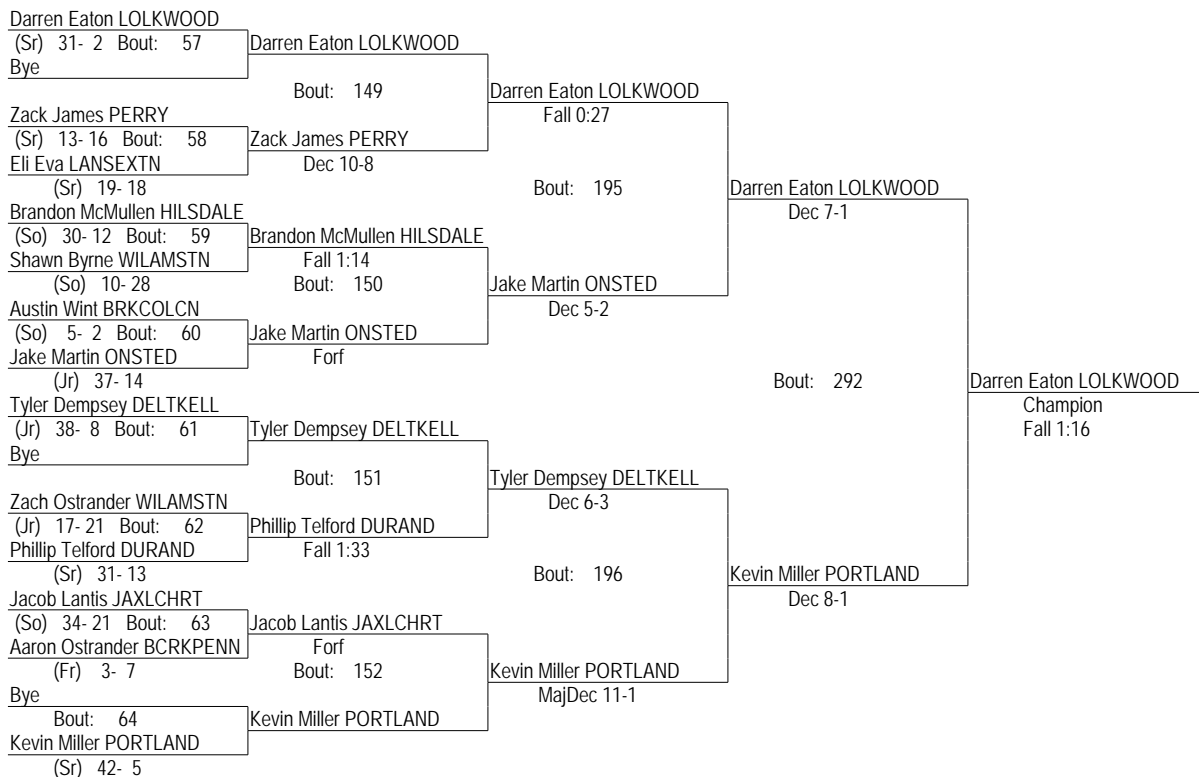 Darren Eaton LOLKWOOD
(Sr) 31- 2 Bout: 57
Darren Eaton LOLKWOOD
Bye
Bout: 149
Darren Eaton LOLKWOOD
Zack James PERRY
Fall 0:27
(Sr) 13- 16 Bout: 58
Zack James PERRY
Eli Eva LANSEXTN
Dec 10-8
(Sr) 19- 18
Bout: 195
Darren Eaton LOLKWOOD
Brandon McMullen HILSDALE
Dec 7-1
(So) 30- 12 Bout: 59
Brandon McMullen HILSDALE
Shawn Byrne WILAMSTN
Fall 1:14
(So) 10- 28
Bout: 150
Jake Martin ONSTED
Austin Wint BRKCOLCN
Dec 5-2
(So) 5- 2 Bout: 60
Jake Martin ONSTED
Jake Martin ONSTED
Forf
(Jr) 37- 14
Bout: 292
Darren Eaton LOLKWOOD
Tyler Dempsey DELTKELL
Champion
(Jr) 38- 8 Bout: 61
Tyler Dempsey DELTKELL
Fall 1:16
Bye
Bout: 151
Tyler Dempsey DELTKELL
Zach Ostrander WILAMSTN
Dec 6-3
(Jr) 17- 21 Bout: 62
Phillip Telford DURAND
Phillip Telford DURAND
Fall 1:33
(Sr) 31- 13
Bout: 196
Kevin Miller PORTLAND
Jacob Lantis JAXLCHRT
Dec 8-1
(So) 34- 21 Bout: 63
Jacob Lantis JAXLCHRT
Aaron Ostrander BCRKPENN
Forf
(Fr) 3- 7
Bout: 152
Kevin Miller PORTLAND
Bye
MajDec 11-1
Bout: 64
Kevin Miller PORTLAND
Kevin Miller PORTLAND
(Sr) 42- 5